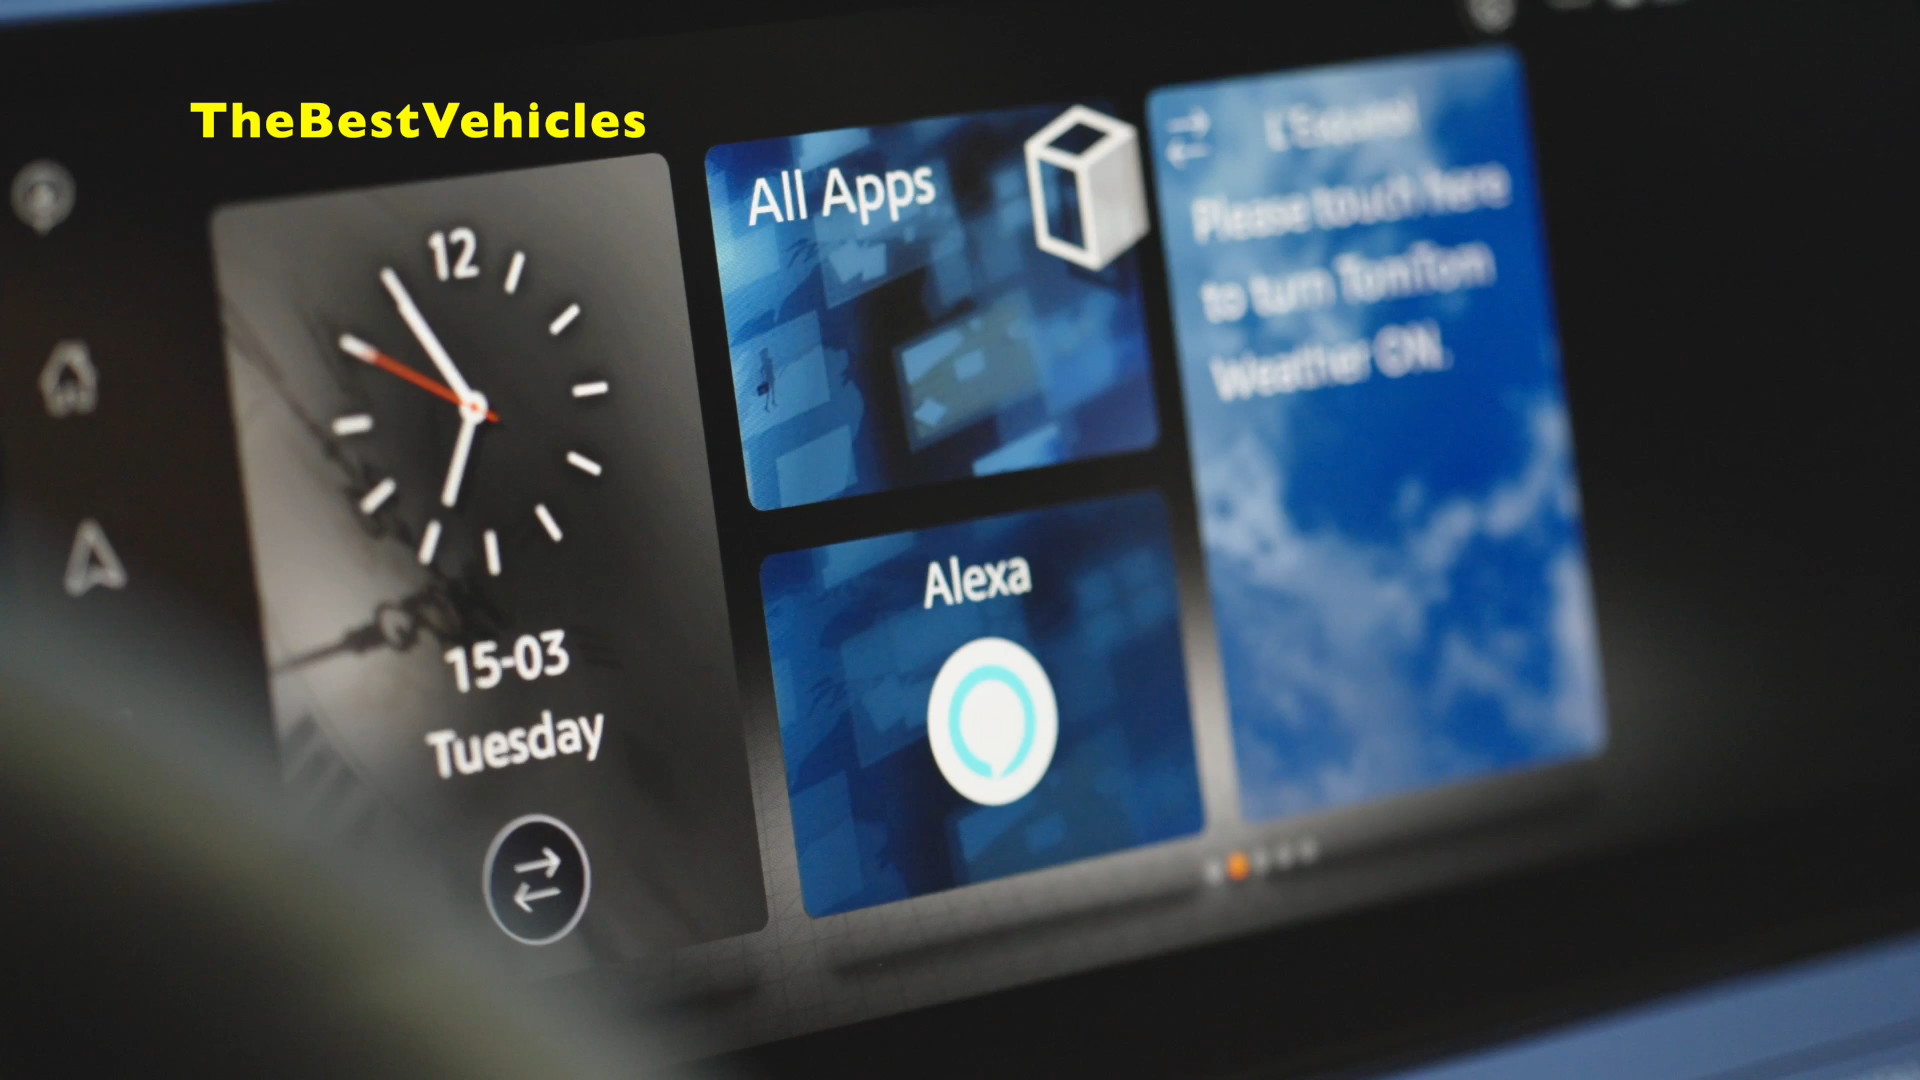 TheBestVehicles
12
15-03
Tuesday
All Apps
Alexa
Please touch here
to turn TomTom
Weather ON.